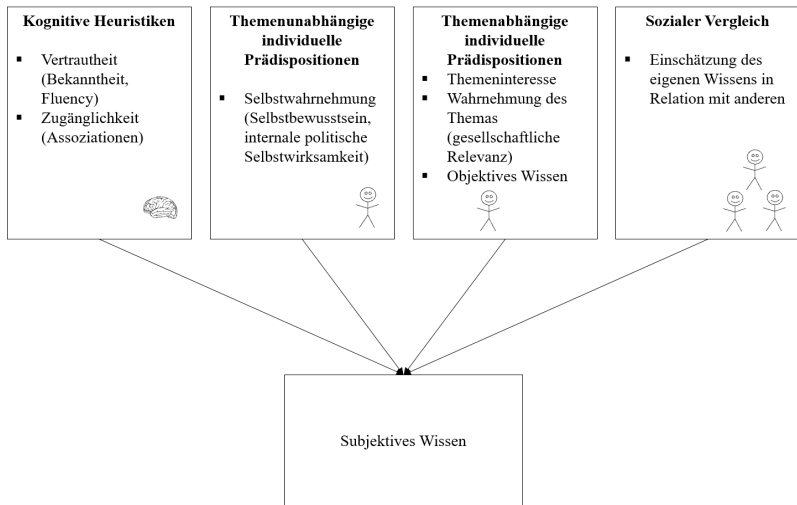 Kognitive Heuristiken
▪ Vertrautheit
(Bekanntheit,
Fluency)
▪ Zugänglichkeit
(Assoziationen)
Themenunabhängige
individuelle
Prädispositionen
▪ Selbstwahrnehmung
(Selbstbewusstsein,
internale politische
Selbstwirksamkeit)
Themenabhängige
individuelle
Prädispositionen
▪ Themeninteresse
▪ Wahrnehmung des
Themas
(gesellschaftliche
Relevanz)
▪ Objektives Wissen
Sozialer Vergleich
▪ Einschätzung des
eigenen Wissens in
Relation mit anderen
Subjektives Wissen